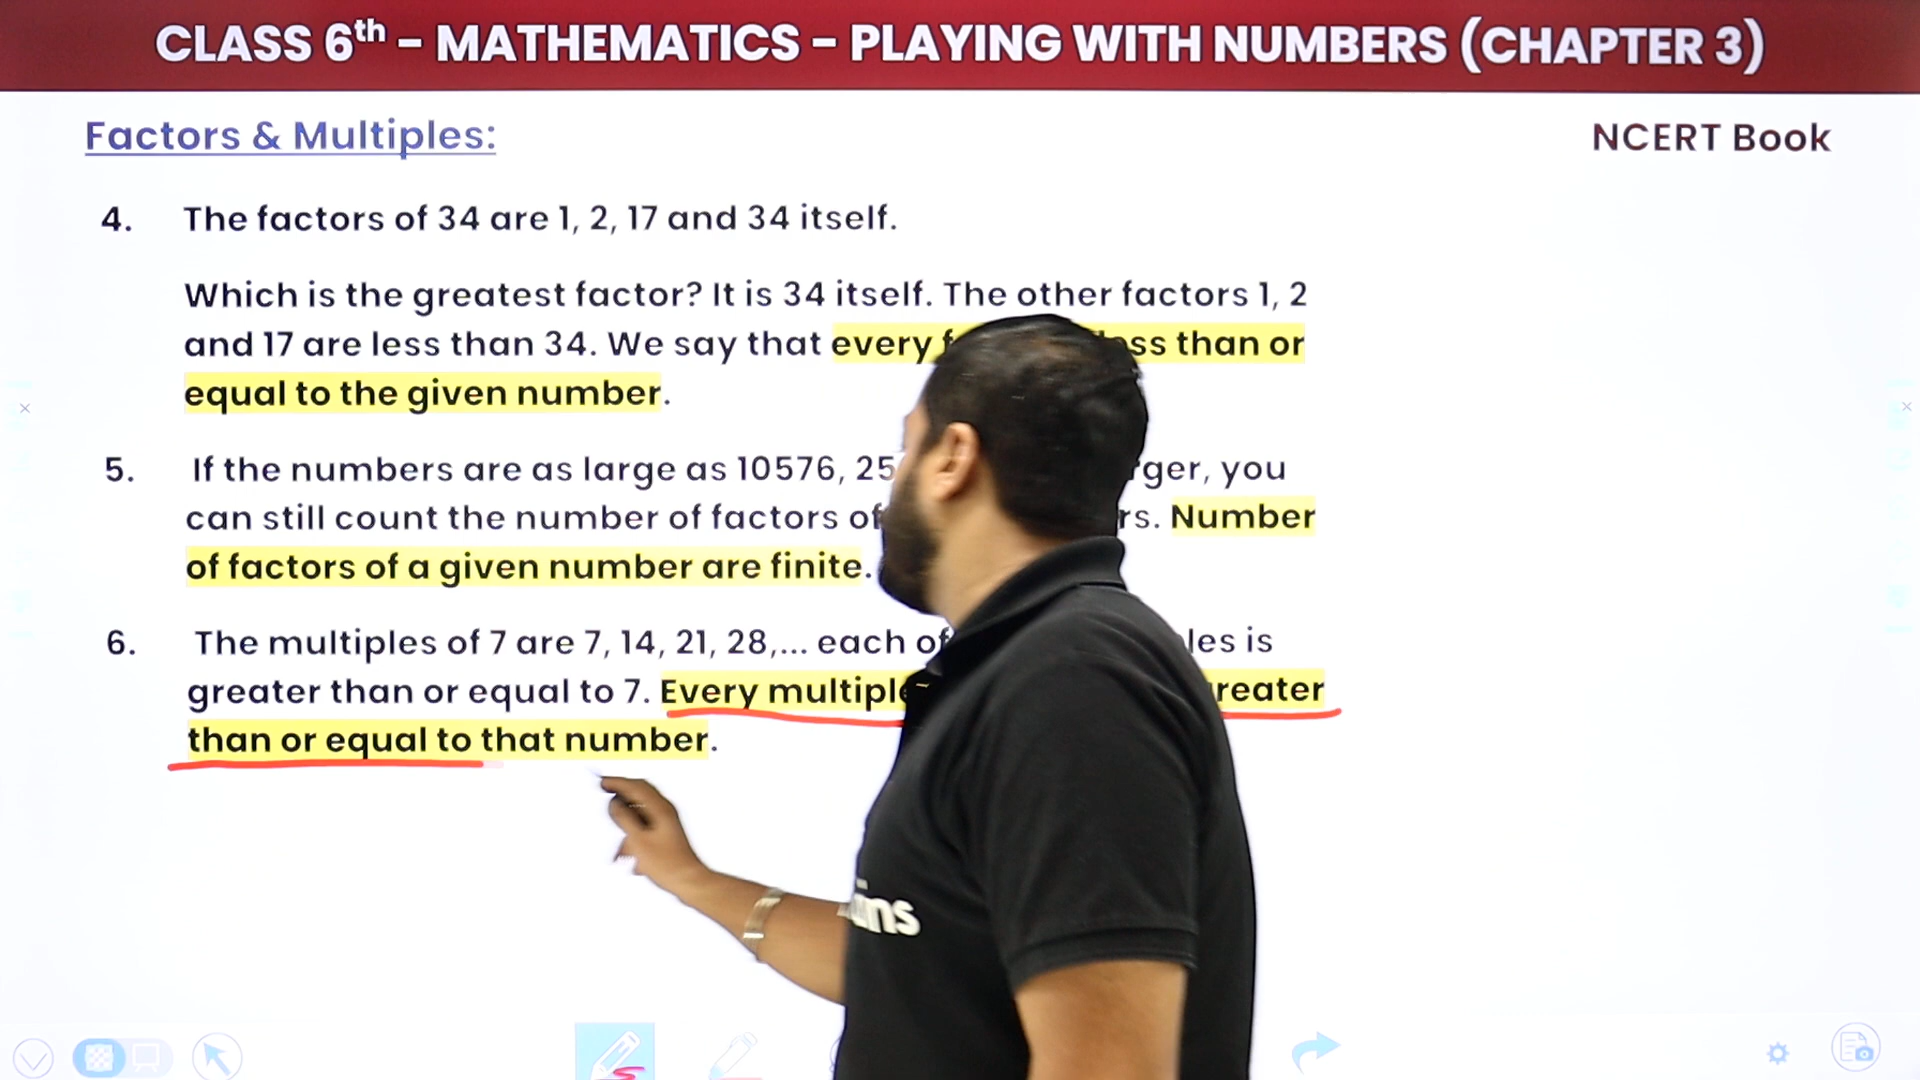 CLASS 6th - MATHEMATICS - PLAYING WITH NUMBERS (CHAPTER 3)
Factors & Multiples:
NCERT Book
4. The factors of 34 are 1, 2, 17 and 34 itself.
Which is the greatest factor? It is 34 itself. The other factors 1, 2
and 17 are less than 34. We say that every than or
equal to the given number.
5. If the numbers are as large as 10576, you
can still count the number of factors Number
of factors of a given number are finite.
6. The multiples of 7 are 7, 14, 21, 28,... each is
greater than or equal to 7. Every
than or equal to that number.